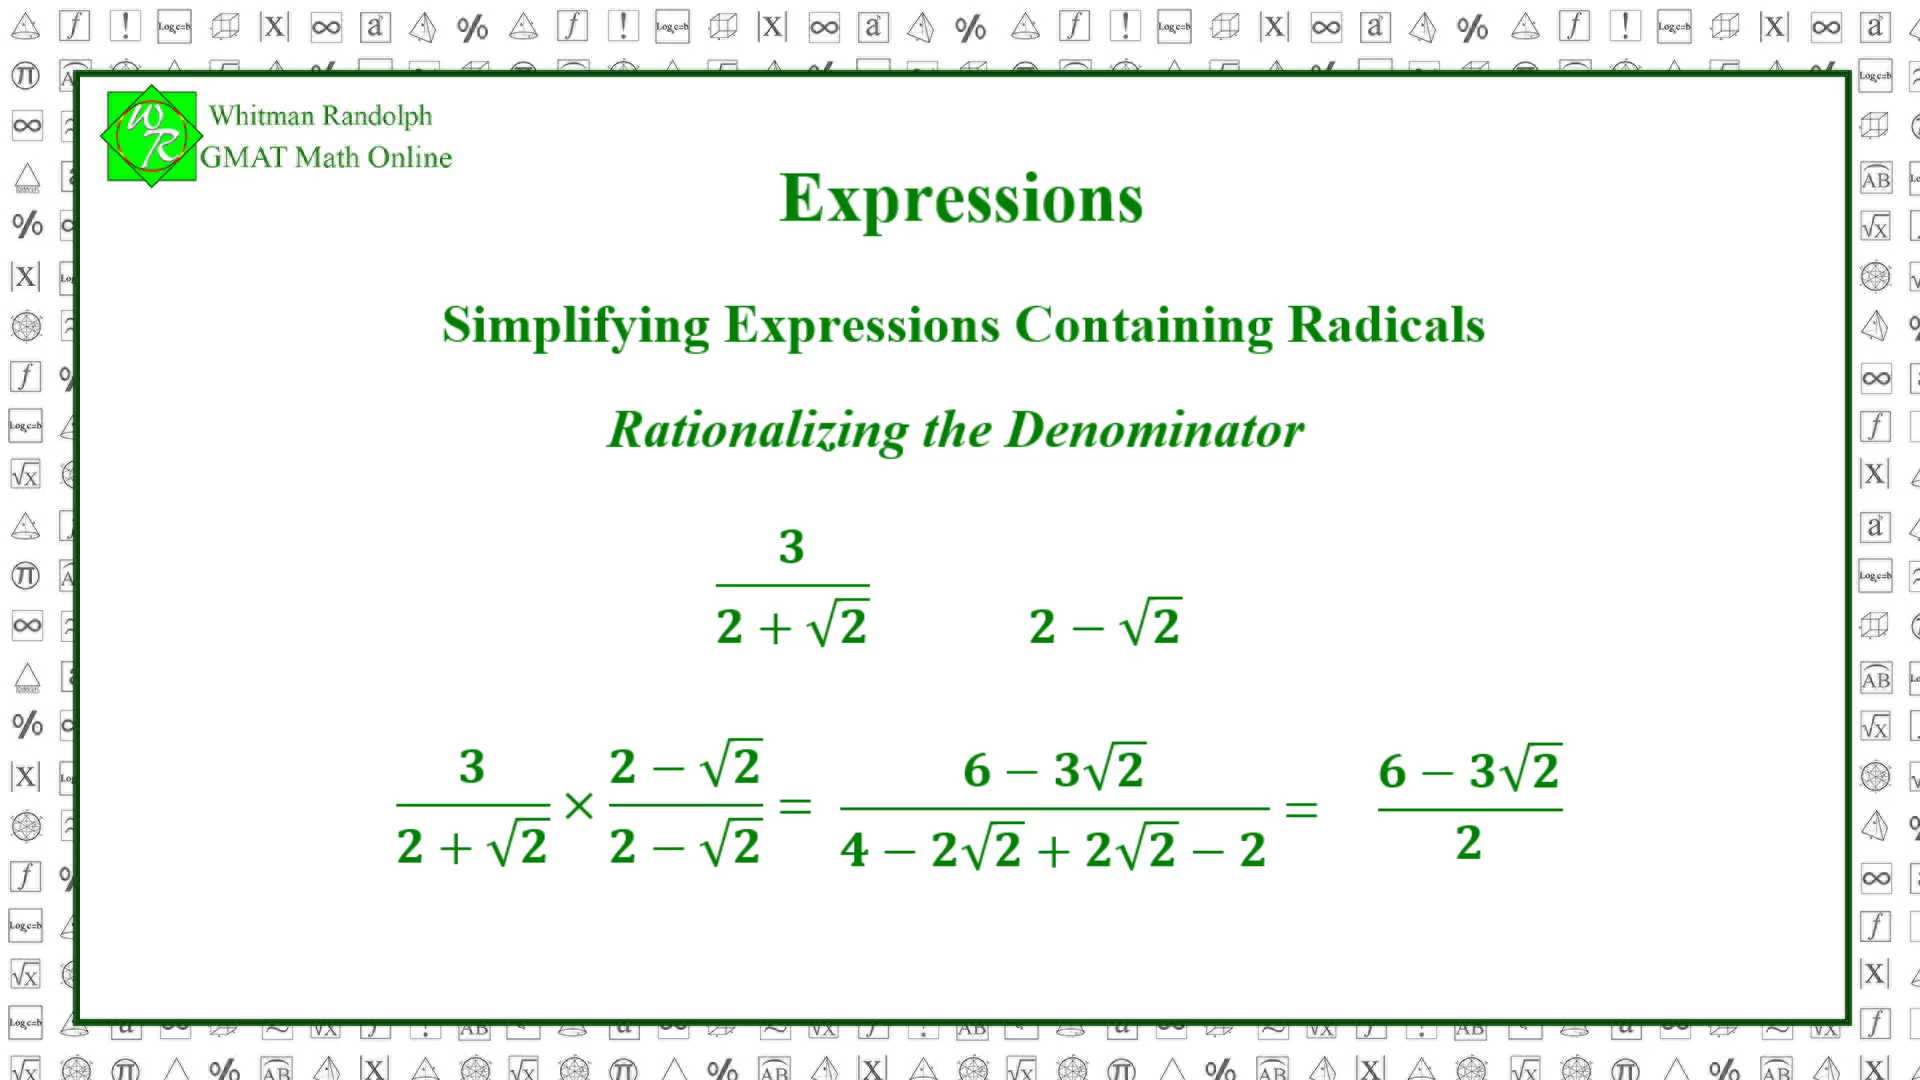 Whitman Randolph
GMAT Math Online
Expressions
Simplifying Expressions Containing Radicals
Rationalizing the Denominator
3/(2 + √2)    2 − √2
3/(2 + √2) × (2 − √2)/(2 − √2) = (6 − 3√2)/(4 − 2√2 + 2√2 − 2) = (6 − 3√2)/2